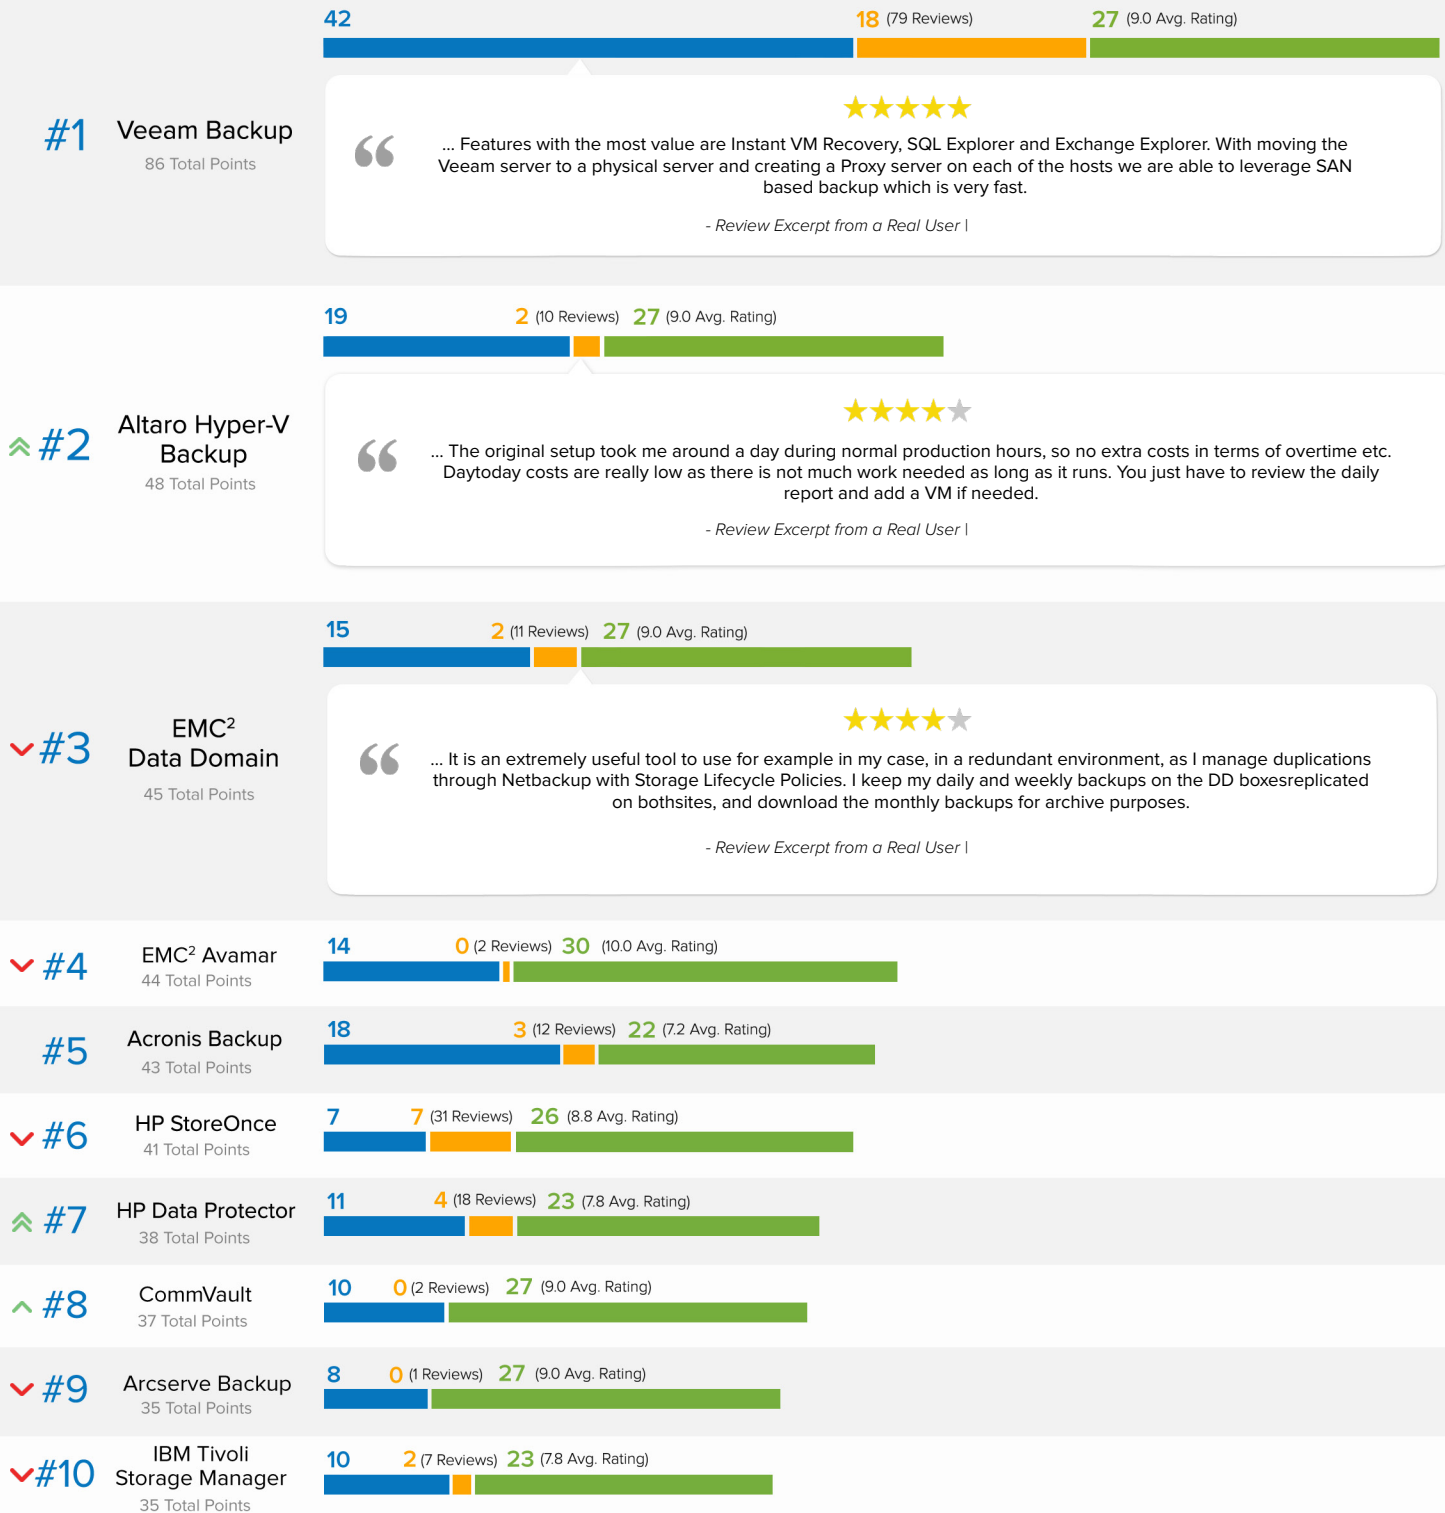 42 18 (79 Reviews) 27 (9.0 Avg. Rating)
#1 Veeam Backup
86 Total Points
... Features with the most value are Instant VM Recovery, SQL Explorer and Exchange Explorer. With moving the
Veeam server to a physical server and creating a Proxy server on each of the hosts we are able to leverage SAN
based backup which is very fast.
- Review Excerpt from a Real User |
19 2 (10 Reviews) 27 (9.0 Avg. Rating)
#2 Altaro Hyper-V
Backup
48 Total Points
... The original setup took me around a day during normal production hours, so no extra costs in terms of overtime etc.
Daytoday costs are really low as there is not much work needed as long as it runs. You just have to review the daily
report and add a VM if needed.
- Review Excerpt from a Real User |
15 2 (11 Reviews) 27 (9.0 Avg. Rating)
#3 EMC²
Data Domain
45 Total Points
... It is an extremely useful tool to use for example in my case, in a redundant environment, as I manage duplications
through Netbackup with Storage Lifecycle Policies. I keep my daily and weekly backups on the DD boxesreplicated
on bothsites, and download the monthly backups for archive purposes.
- Review Excerpt from a Real User |
14 0 (2 Reviews) 30 (10.0 Avg. Rating)
#4 EMC² Avamar
44 Total Points
18 3 (12 Reviews) 22 (7.2 Avg. Rating)
#5 Acronis Backup
43 Total Points
7 7 (31 Reviews) 26 (8.8 Avg. Rating)
#6 HP StoreOnce
41 Total Points
11 4 (18 Reviews) 23 (7.8 Avg. Rating)
#7 HP Data Protector
38 Total Points
10 0 (2 Reviews) 27 (9.0 Avg. Rating)
#8 CommVault
37 Total Points
8 0 (1 Reviews) 27 (9.0 Avg. Rating)
#9 Arcserve Backup
35 Total Points
10 2 (7 Reviews) 23 (7.8 Avg. Rating)
#10 IBM Tivoli
Storage Manager
35 Total Points